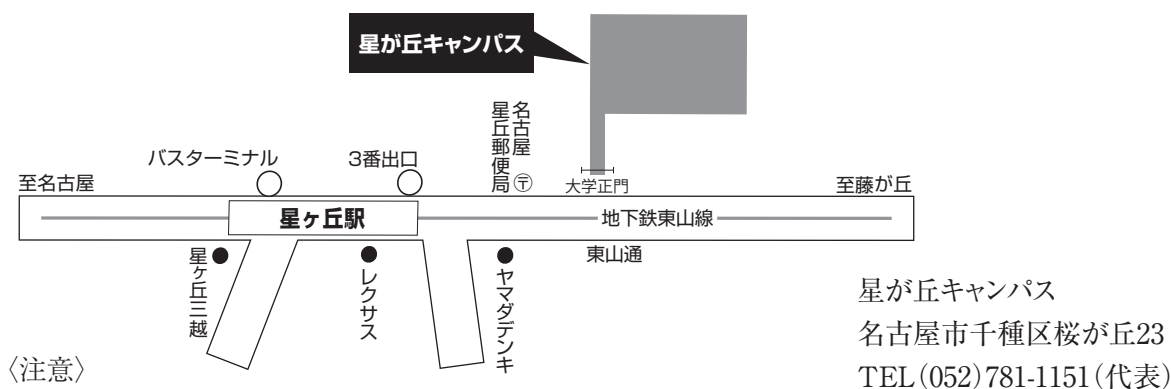 星が丘キャンパス
名古屋
星丘郵便局〒
バスターミナル
3番出口
大学正門
至名古屋
至藤が丘
星ヶ丘駅
地下鉄東山線
東山通
星ヶ丘三越
レクサス
ヤマダデンキ
星が丘キャンパス
名古屋市千種区桜が丘23
TEL(052)781-1151(代表)
〈注意〉